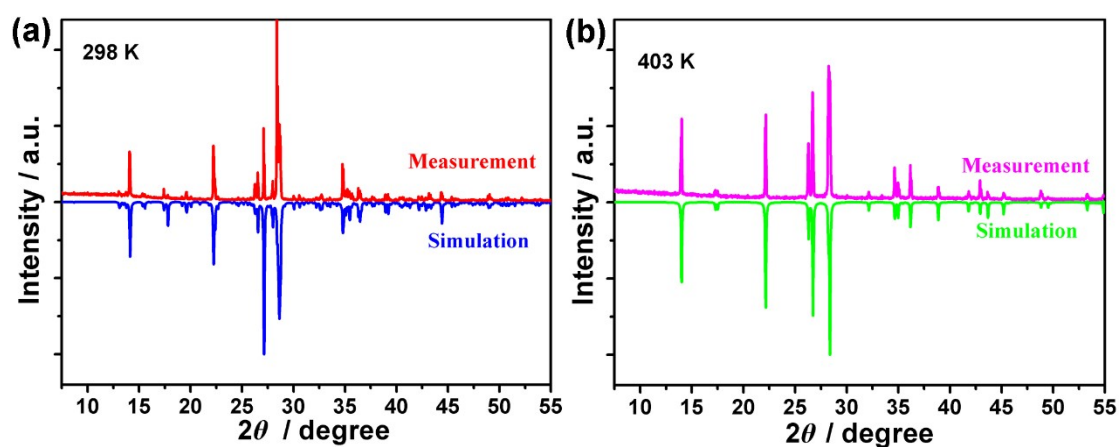 (a)
298 K
Measurement
Simulation
Intensity / a.u.
10 15 20 25 30 35 40 45 50 55
2θ / degree
(b)
403 K
Measurement
Simulation
Intensity / a.u.
10 15 20 25 30 35 40 45 50 55
2θ / degree